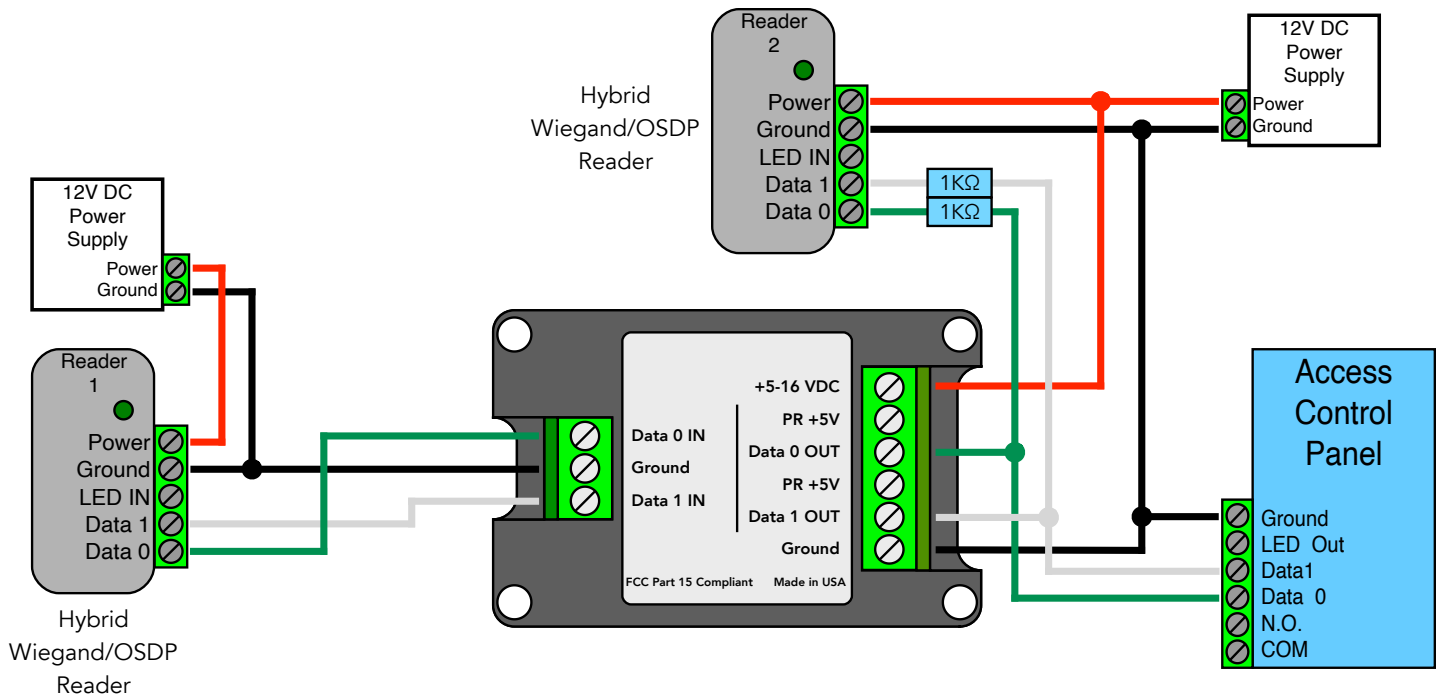 Reader
2
Power
Ground
LED IN
Data 1
Data 0
Hybrid
Wiegand/OSDP
Reader
1KΩ
1KΩ
12V DC
Power
Supply
Power
Ground
12V DC
Power
Supply
Power
Ground
Reader
1
Power
Ground
LED IN
Data 1
Data 0
Hybrid
Wiegand/OSDP
Reader
Data 0 IN
Ground
Data 1 IN
+5-16 VDC
PR +5V
Data 0 OUT
PR +5V
Data 1 OUT
Ground
FCC Part 15 Compliant Made in USA
Access
Control
Panel
Ground
LED Out
Data1
Data 0
N.O.
COM